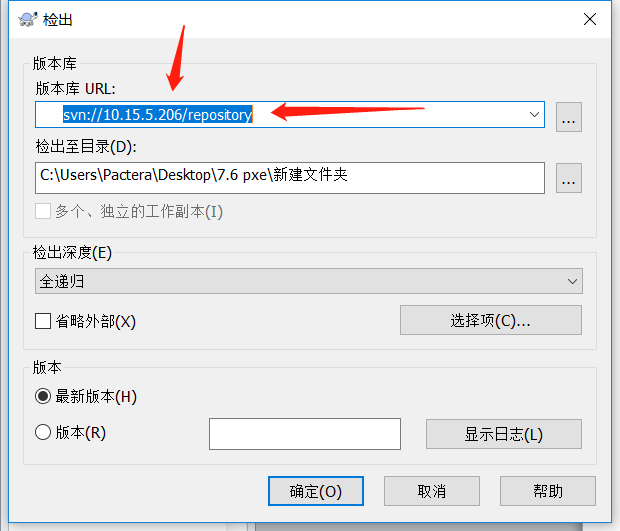 检出
版本库
版本库 URL:
svn://10.15.5.206/repository
...
检出至目录(D):
C:\Users\Pactera\Desktop\7.6 pxe\新建文件夹
...
多个、独立的工作副本(I)
检出深度(E)
全递归
省略外部(X)
选择项(C)...
版本
最新版本(H)
版本(R)
显示日志(L)
确定(O)
取消
帮助